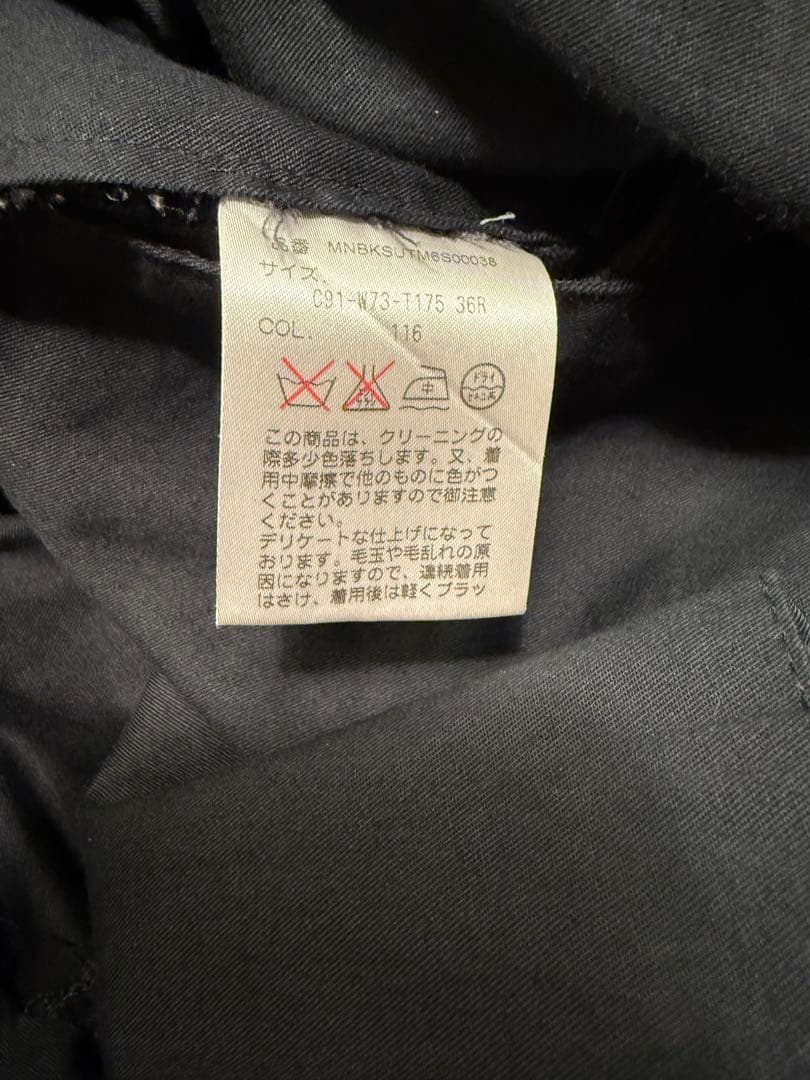 品番 MNBKSUTM6S00038
サイズ、
C91-W73-T175 36R
COL. 116
中 ドライ
この商品は、クリーニングの
際多少色落ちします。又、着
用中摩擦で他のものに色がつ
くことがありますので御注意
ください。
デリケートな仕上げになって
おります。毛玉や毛乱れの原
因になりますので、連続着用
はさけ、着用後は軽くブラッ